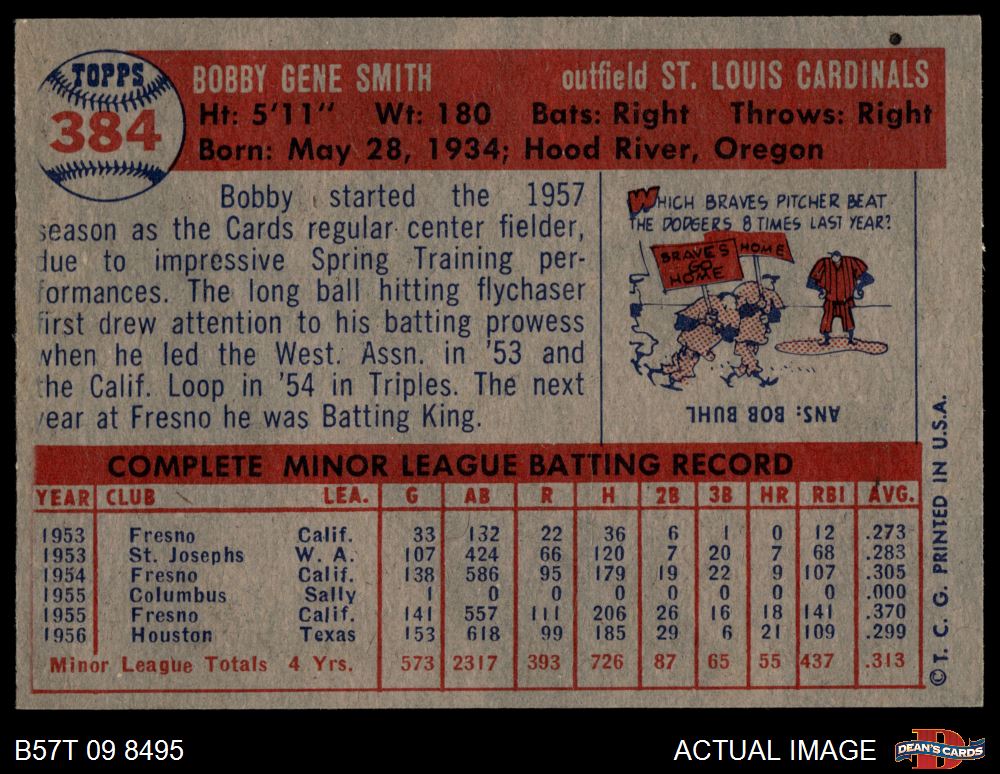 TOPPS
384
BOBBY GENE SMITH outfield ST. LOUIS CARDINALS
Ht: 5'11" Wt: 180 Bats: Right Throws: Right
Born: May 28, 1934; Hood River, Oregon
Bobby started the 1957
season as the Cards regular center fielder,
due to impressive Spring Training per-
formances. The long ball hitting flychaser
first drew attention to his batting prowess
when he led the West. Assn. in '53 and
the Calif. Loop in '54 in Triples. The next
year at Fresno he was Batting King.
WHICH BRAVES PITCHER BEAT
THE DODGERS 8 TIMES LAST YEAR?
BRAVES
GO
HOME
HOME
ANS: BOB BUHL
COMPLETE MINOR LEAGUE BATTING RECORD
YEAR CLUB LEA. G AB R H 2B 3B HR RBI AVG.
1953 Fresno Calif. 33 132 22 36 6 1 0 12 .273
1953 St. Josephs W. A. 107 424 66 120 7 20 7 68 .283
1954 Fresno Calif. 138 586 95 179 19 22 9 107 .305
1955 Columbus Sally 1 0 0 0 0 0 0 0 .000
1955 Fresno Calif. 141 557 111 206 26 16 18 141 .370
1956 Houston Texas 153 618 99 185 29 6 21 109 .299
Minor League Totals 4 Yrs. 573 2317 393 726 87 65 55 437 .313
© T. C. G. PRINTED IN U.S.A.
B57T 09 8495 ACTUAL IMAGE
DEAN'S CARDS